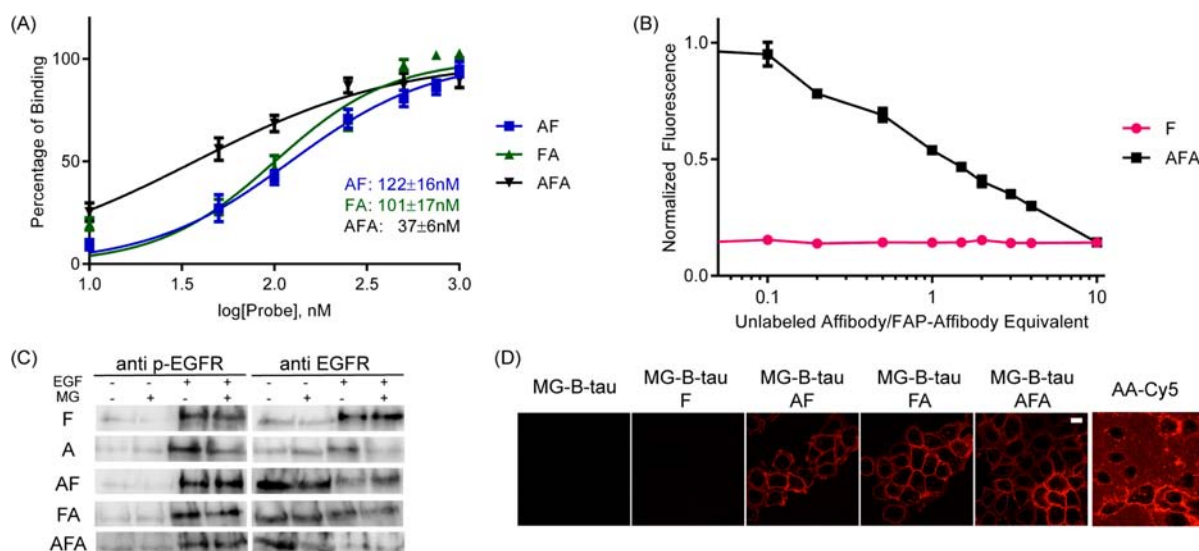 (A)
Percentage of Binding
100
50
0
1.0 1.5 2.0 2.5 3.0
log[Probe], nM
AF: 122±16nM
FA: 101±17nM
AFA: 37±6nM
AF
FA
AFA
(B)
Normalized Fluorescence
1.0
0.5
0.0
0.1 1 10
Unlabeled Affibody/FAP-Affibody Equivalent
F
AFA
(C)
anti p-EGFR anti EGFR
EGF - - + + - - + +
MG - + - + - + - +
F
A
AF
FA
AFA
(D)
MG-B-tau MG-B-tau MG-B-tau MG-B-tau MG-B-tau AA-Cy5
F AF FA AFA